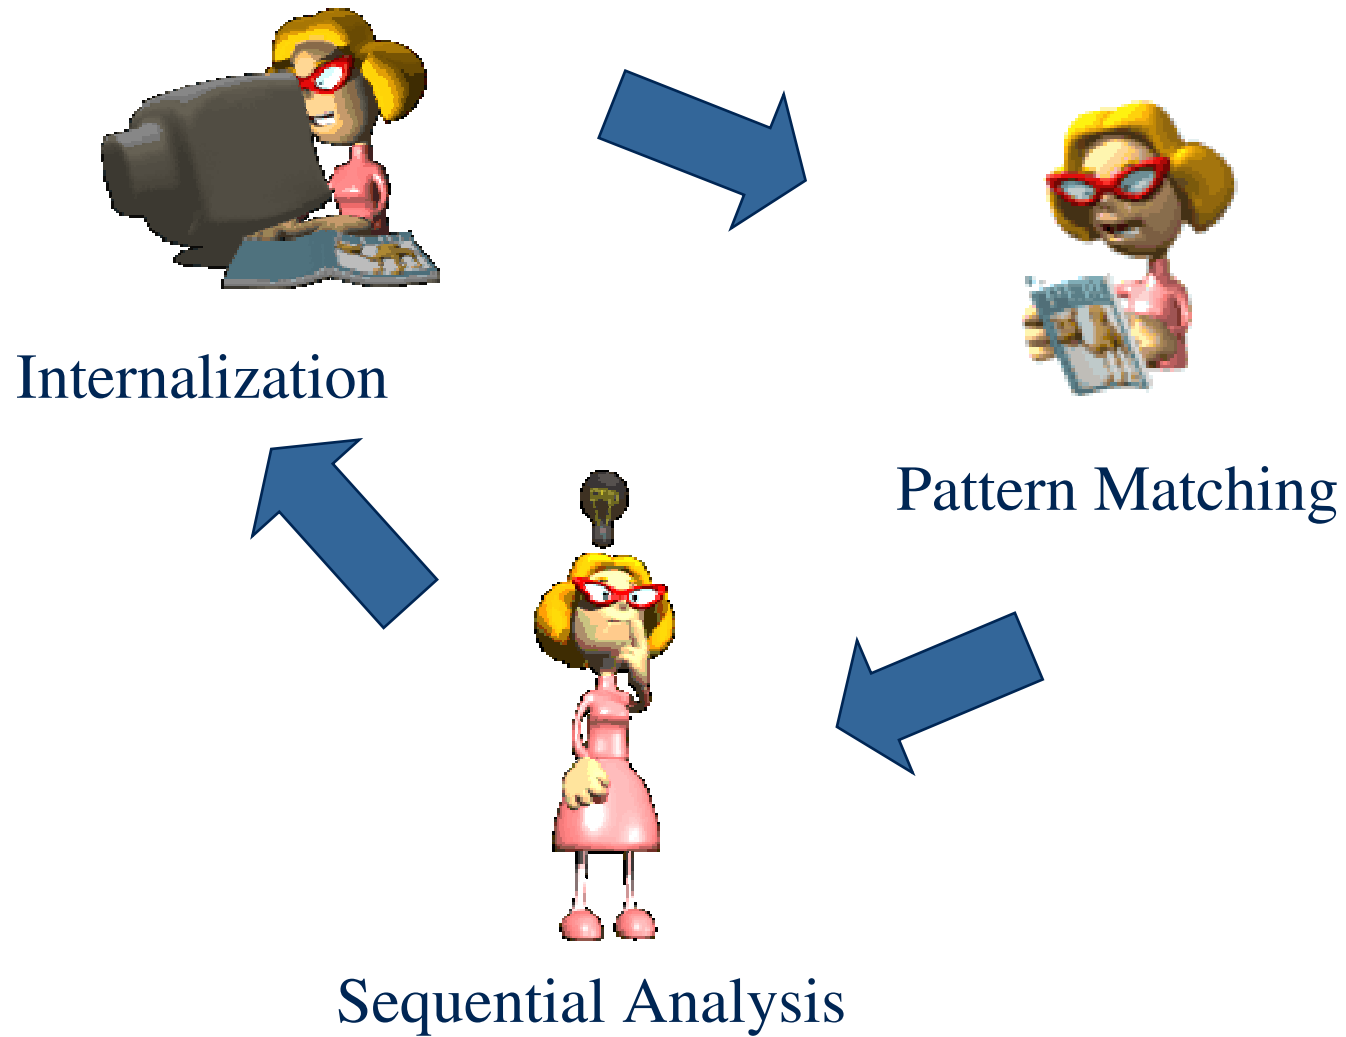 Internalization
Pattern Matching
Sequential Analysis